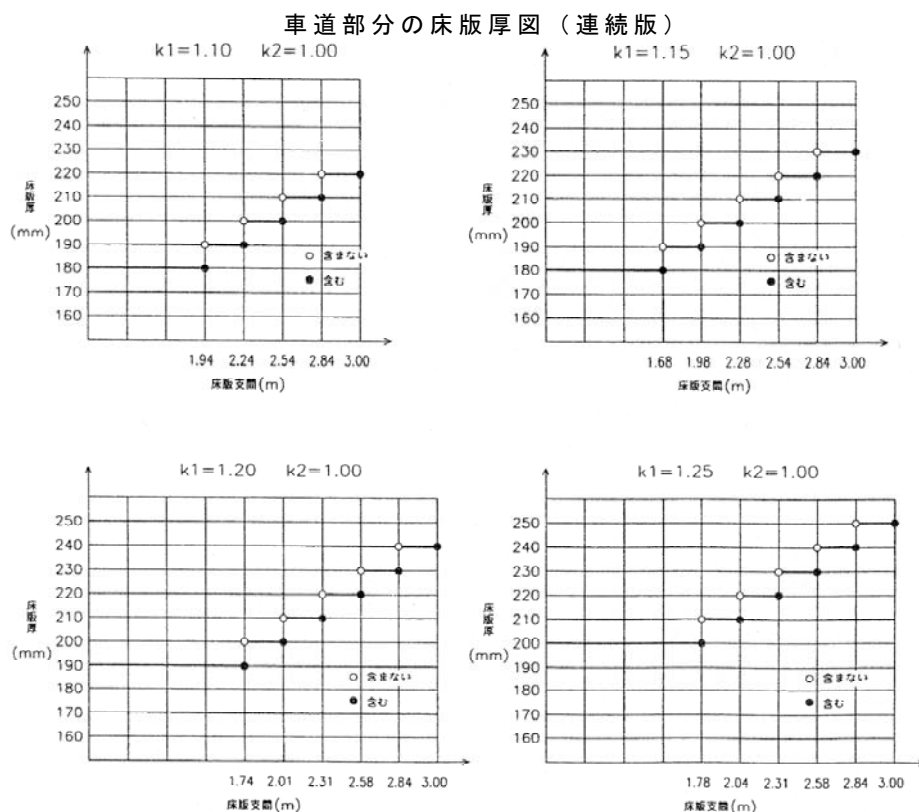 車道部分の床版厚図（連続版）
k1=1.10 k2=1.00
250
240
230
220
210
200
190
180
170
160
床版厚
(mm)
○ 含まない
● 含む
1.94 2.24 2.54 2.84 3.00
床版支間(m)
k1=1.15 k2=1.00
250
240
230
220
210
200
190
180
170
160
床版厚
(mm)
○ 含まない
● 含む
1.68 1.98 2.28 2.54 2.84 3.00
床版支間(m)
k1=1.20 k2=1.00
250
240
230
220
210
200
190
180
170
160
床版厚
(mm)
○ 含まない
● 含む
1.74 2.01 2.31 2.58 2.84 3.00
床版支間(m)
k1=1.25 k2=1.00
250
240
230
220
210
200
190
180
170
160
床版厚
(mm)
○ 含まない
● 含む
1.78 2.04 2.31 2.58 2.84 3.00
床版支間(m)